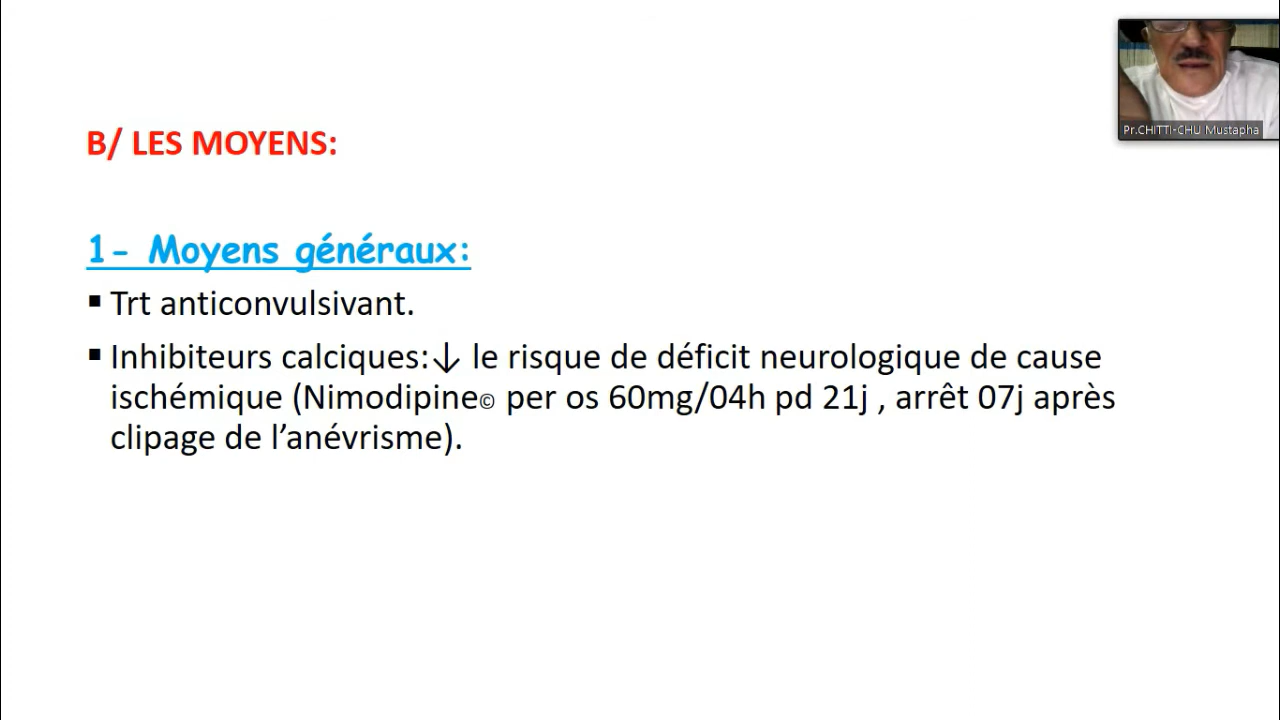 Pr.CHITTI-CHU Mustapha
B/ LES MOYENS:
1- Moyens généraux:
▪ Trt anticonvulsivant.
▪ Inhibiteurs calciques:↓ le risque de déficit neurologique de cause
ischémique (Nimodipine© per os 60mg/04h pd 21j , arrêt 07j après
clipage de l’anévrisme).